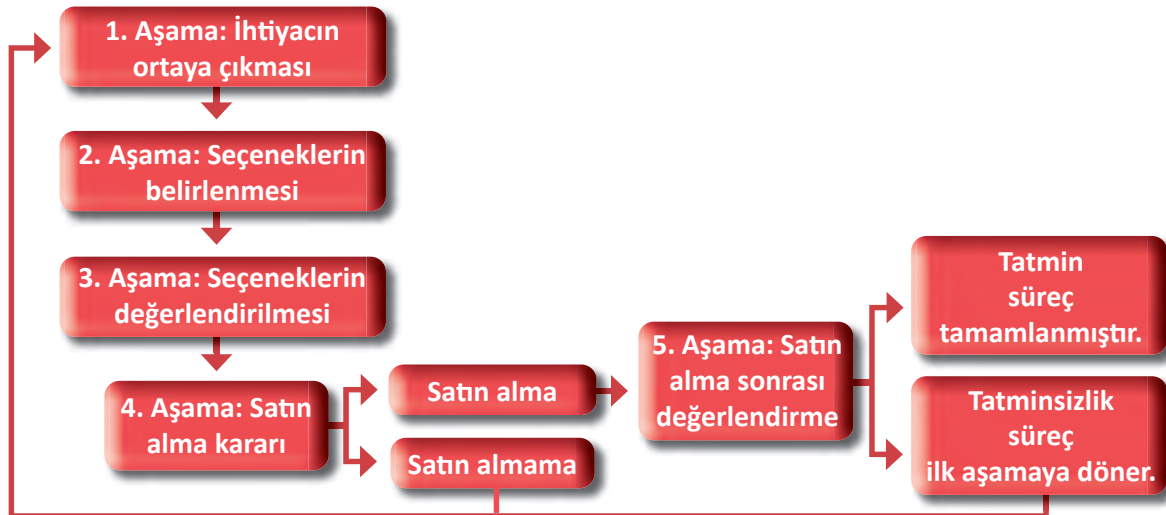 1. Aşama: İhtiyacın
ortaya çıkması
2. Aşama: Seçeneklerin
belirlenmesi
3. Aşama: Seçeneklerin
değerlendirilmesi
4. Aşama: Satın
alma kararı
Satın alma
Satın almama
5. Aşama: Satın
alma sonrası
değerlendirme
Tatmin
süreç
tamamlanmıştır.
Tatminsizlik
süreç
ilk aşamaya döner.